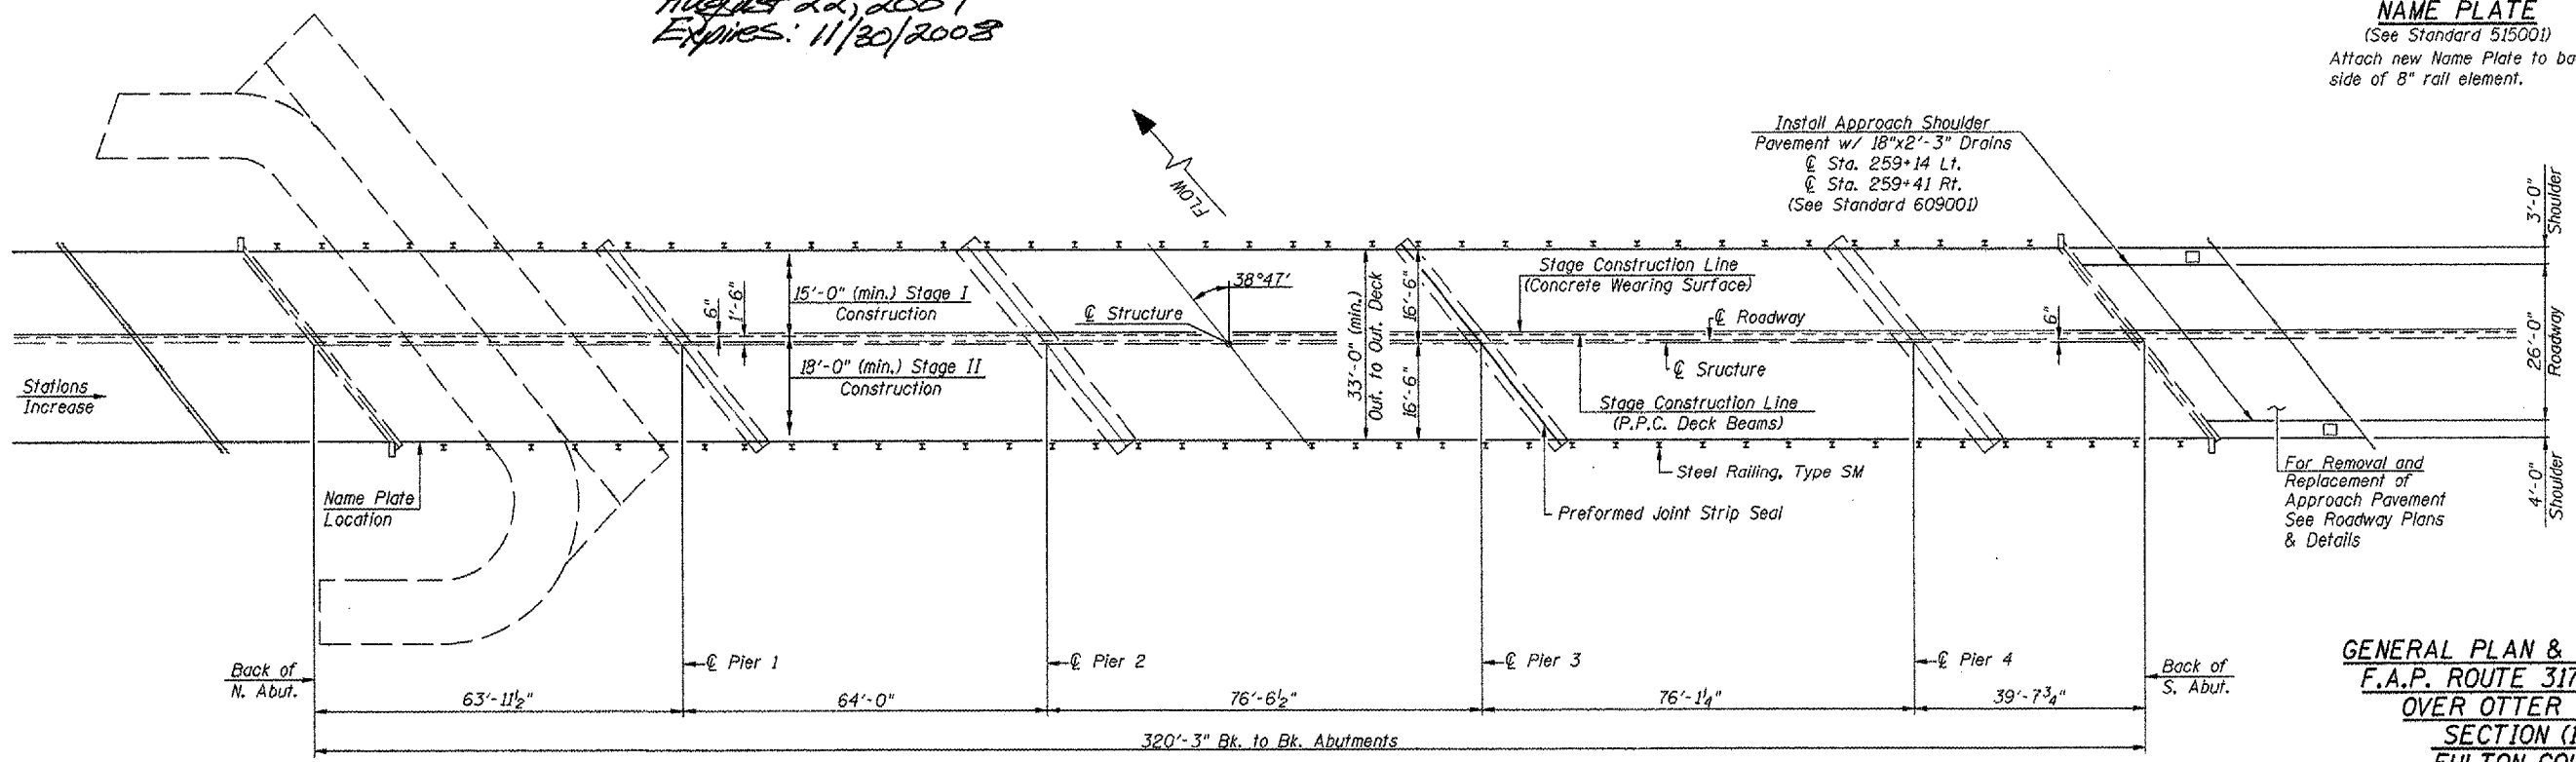 August 22, 2007
Expires: 11/30/2008
NAME PLATE
(See Standard 515001)
Attach new Name Plate to ba
side of 8" rail element.
Install Approach Shoulder
Pavement w/ 18"x2'-3" Drains
℄ Sta. 259+14 Lt.
℄ Sta. 259+41 Rt.
(See Standard 609001)
FLOW
3'-0"
Shoulder
26'-0"
Roadway
4'-0"
Shoulder
6"
1'-6"
15'-0" (min.) Stage I
Construction
18'-0" (min.) Stage II
Construction
℄ Structure
38°47'
33'-0" (min.)
Out. to Out. Deck
16'-6"
16'-6"
Stage Construction Line
(Concrete Wearing Surface)
℄ Roadway
6"
℄ Sructure
Stage Construction Line
(P.P.C. Deck Beams)
Steel Railing, Type SM
Preformed Joint Strip Seal
Stations
Increase
Name Plate
Location
For Removal and
Replacement of
Approach Pavement
See Roadway Plans
& Details
Back of
N. Abut.
℄ Pier 1
℄ Pier 2
℄ Pier 3
℄ Pier 4
Back of
S. Abut.
63'-11½"
64'-0"
76'-6½"
76'-1¼"
39'-7¾"
320'-3" Bk. to Bk. Abutments
GENERAL PLAN &
F.A.P. ROUTE 317
OVER OTTER
SECTION (1
FULTON COU